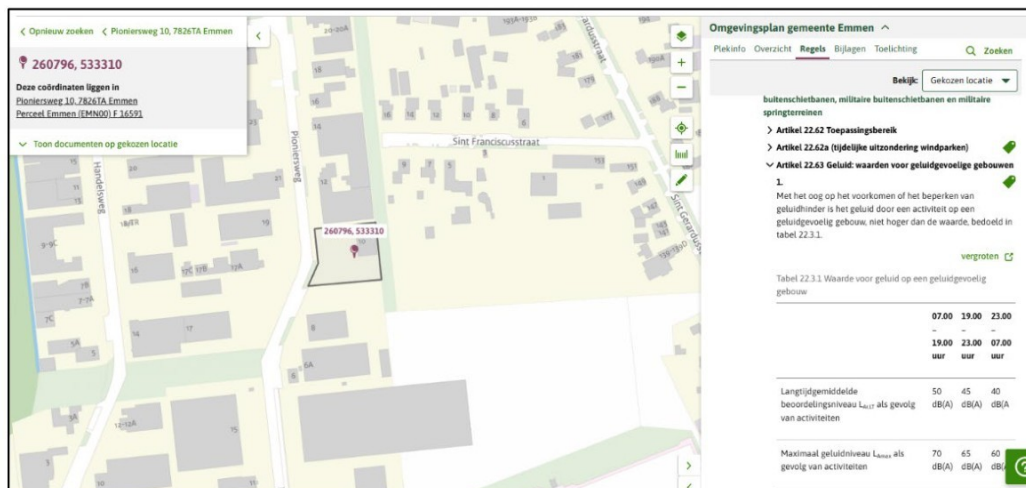 Opnieuw zoeken
Pioniersweg 10, 7826TA Emmen
260796, 533310
Deze coördinaten liggen in
Pioniersweg 10, 7826TA Emmen
Perceel Emmen (EMN00) F 16591
Toon documenten op gekozen locatie
Handelsweg
Pioniersweg
Sint Franciscusstraat
Sint Gerardusstraat
260796, 533310
Omgevingsplan gemeente Emmen
Plekinfo Overzicht Regels Bijlagen Toelichting Zoeken
Bekijk: Gekozen locatie
buitenschietbanen, militaire buitenschietbanen en militaire
springterreinen
Artikel 22.62 Toepassingsbereik
Artikel 22.62a (tijdelijke uitzondering windparken)
Artikel 22.63 Geluid: waarden voor geluidgevoelige gebouwen
1.
Met het oog op het voorkomen of het beperken van
geluidhinder is het geluid door een activiteit op een
geluidgevoelig gebouw, niet hoger dan de waarde, bedoeld in
tabel 22.3.1.
vergroten
Tabel 22.3.1 Waarde voor geluid op een geluidgevoelig
gebouw
07.00 19.00 23.00
– – –
19.00 23.00 07.00
uur uur uur
Langtijdgemiddelde 50 45 40
beoordelingsniveau LAr,LT als gevolg dB(A) dB(A) dB(A
van activiteiten
Maximaal geluidniveau LAmax als 70 65 60
gevolg van activiteiten dB(A) dB(A) dB(A)